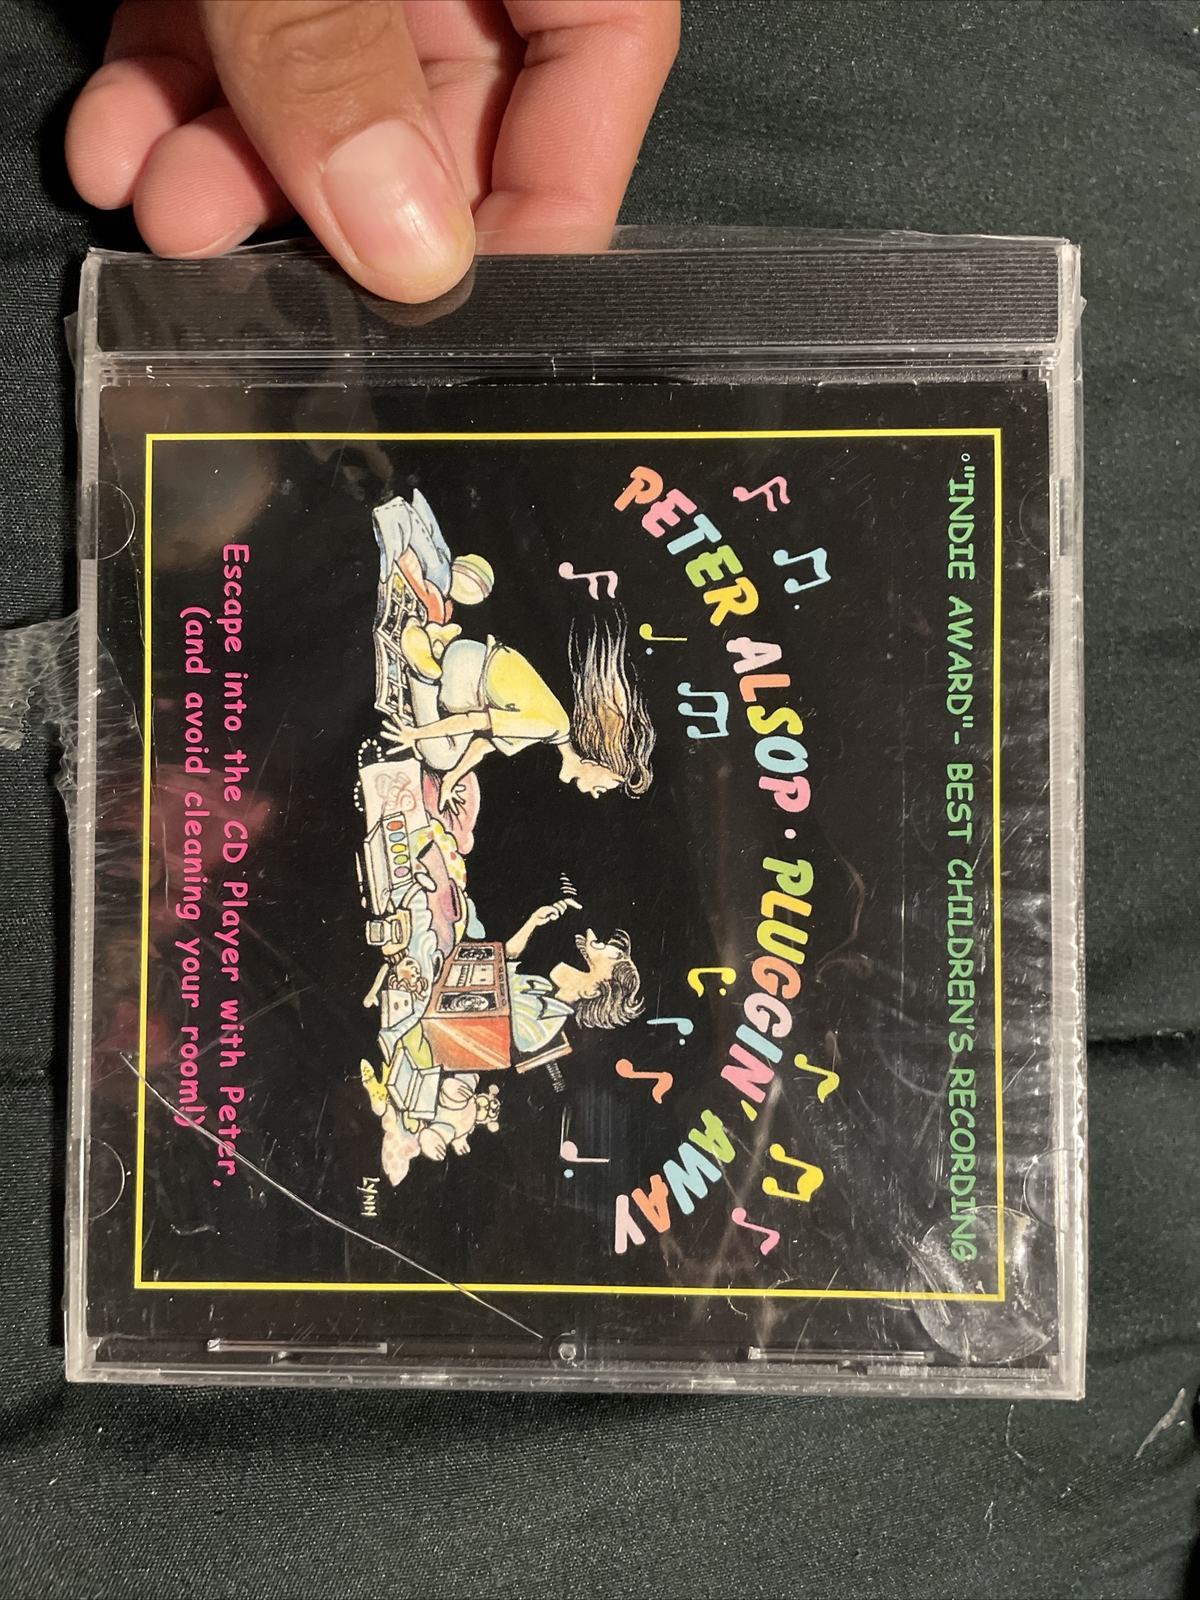 "INDIE AWARD"- BEST CHILDREN'S RECORDING
PETER ALSOP · PLUGGIN' AWAY
LYNN
Escape into the CD Player with Peter,
(and avoid cleaning your room!)